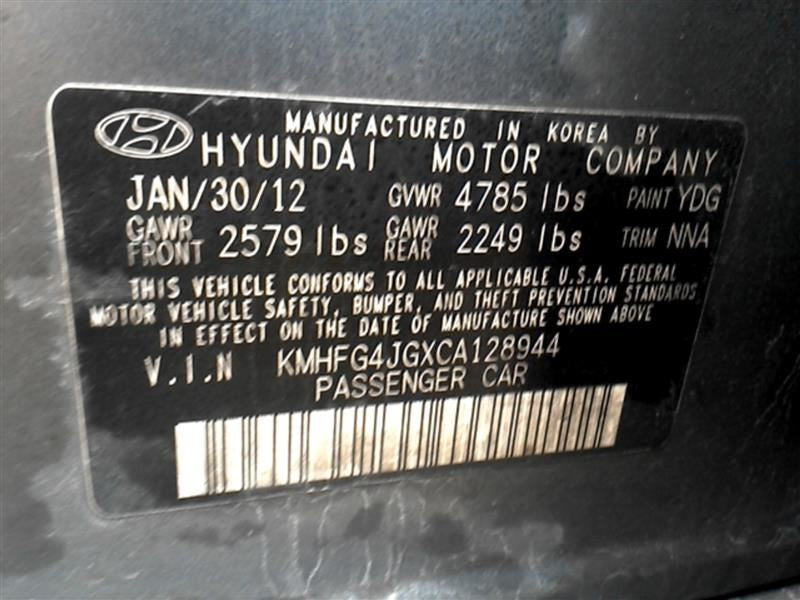 MANUFACTURED IN KOREA BY
HYUNDAI MOTOR COMPANY
JAN/30/12 GVWR 4785 lbs PAINT YDG
GAWR FRONT 2579 lbs GAWR REAR 2249 lbs TRIM NNA
THIS VEHICLE CONFORMS TO ALL APPLICABLE U.S.A. FEDERAL
MOTOR VEHICLE SAFETY, BUMPER, AND THEFT PREVENTION STANDARDS
IN EFFECT ON THE DATE OF MANUFACTURE SHOWN ABOVE
V.I.N KMHFG4JGXCA128944
PASSENGER CAR